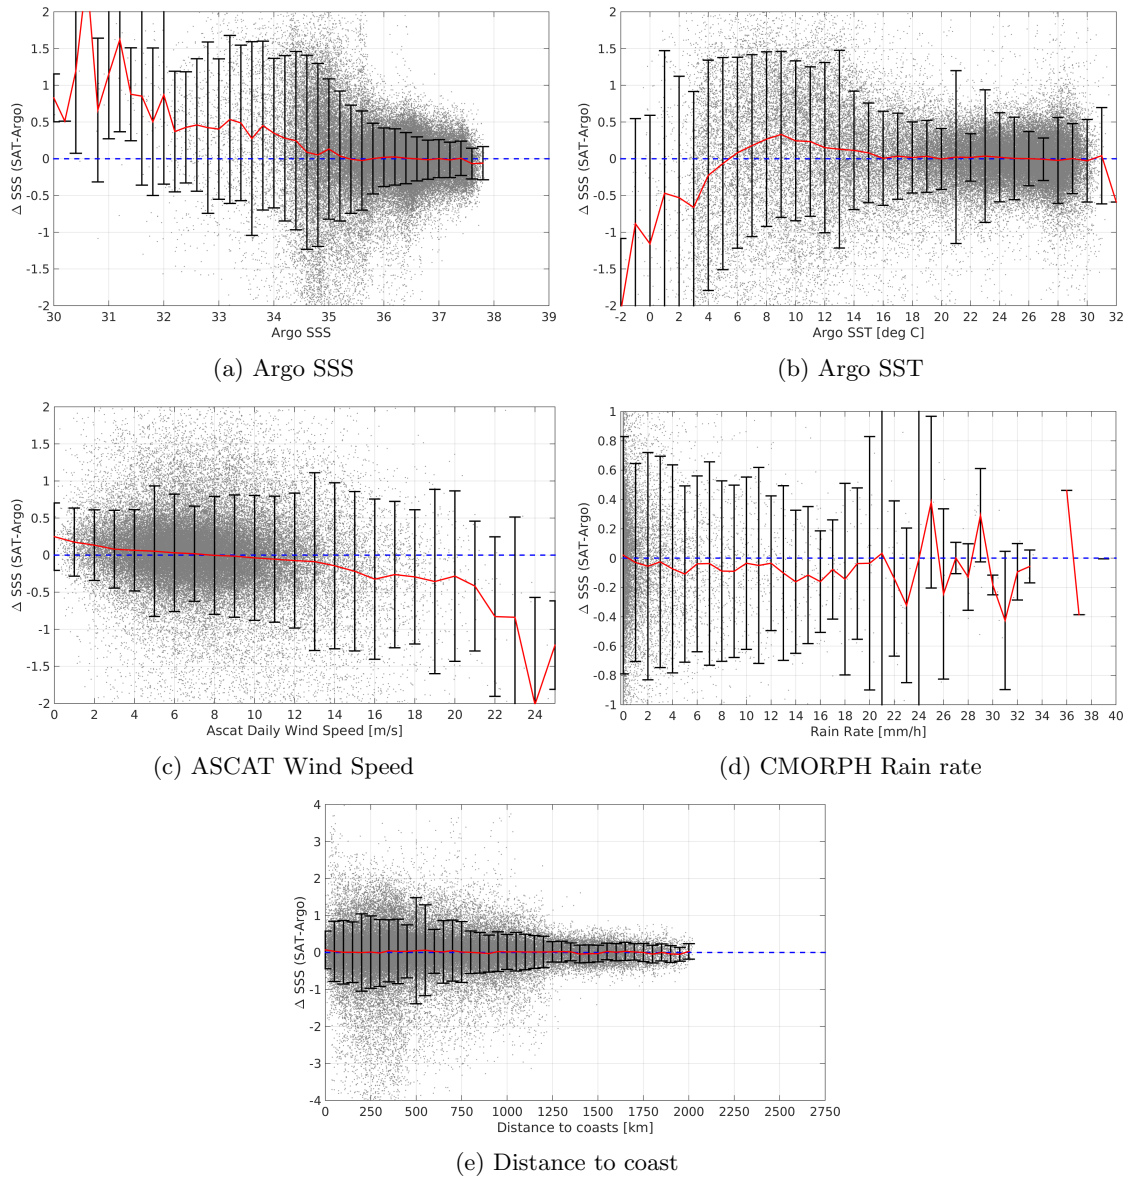 2
1.5
1
0.5
0
-0.5
-1
-1.5
-2
Δ SSS (SAT-Argo)
30 31 32 33 34 35 36 37 38 39
Argo SSS
(a) Argo SSS
2
1.5
1
0.5
0
-0.5
-1
-1.5
-2
Δ SSS (SAT-Argo)
-2 0 2 4 6 8 10 12 14 16 18 20 22 24 26 28 30 32
Argo SST [deg C]
(b) Argo SST
2
1.5
1
0.5
0
-0.5
-1
-1.5
-2
Δ SSS (SAT-Argo)
0 2 4 6 8 10 12 14 16 18 20 22 24
Ascat Daily Wind Speed [m/s]
(c) ASCAT Wind Speed
1
0.8
0.6
0.4
0.2
0
-0.2
-0.4
-0.6
-0.8
-1
Δ SSS (SAT-Argo)
0 2 4 6 8 10 12 14 16 18 20 22 24 26 28 30 32 34 36 38 40
Rain Rate [mm/h]
(d) CMORPH Rain rate
4
3
2
1
0
-1
-2
-3
-4
Δ SSS (SAT-Argo)
0 250 500 750 1000 1250 1500 1750 2000 2250 2500 2750
Distance to coasts [km]
(e) Distance to coast